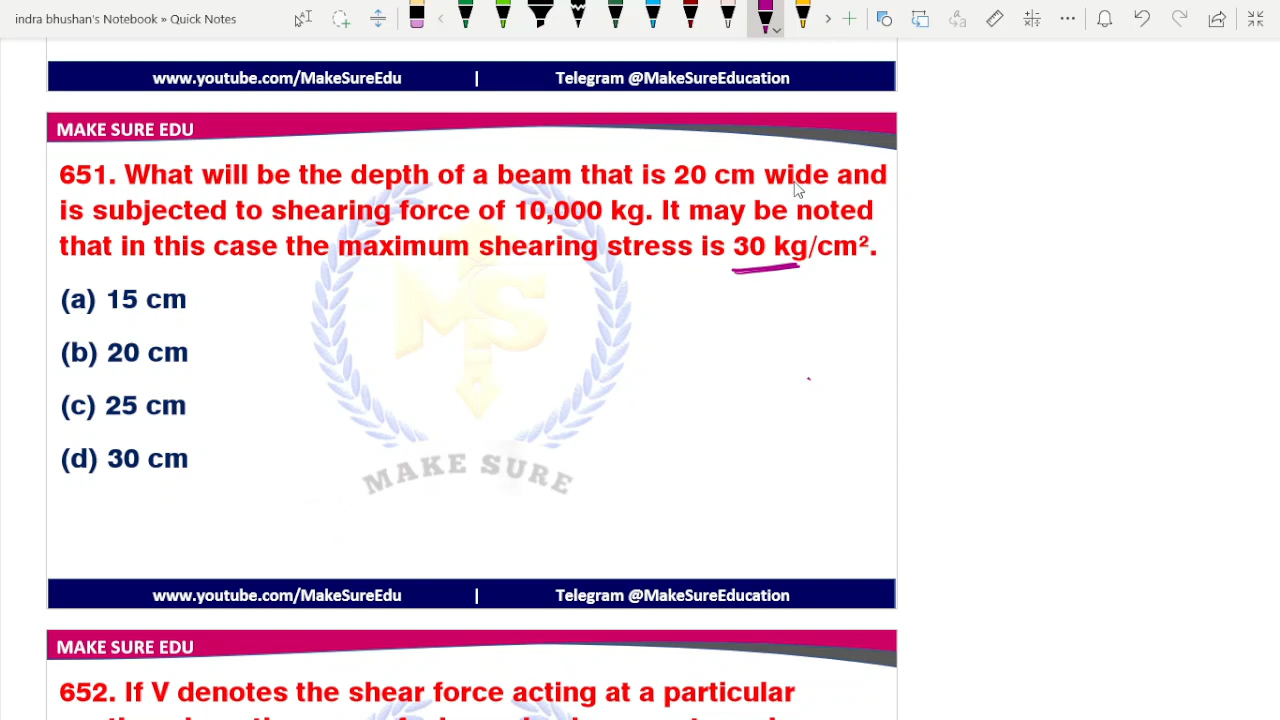 indra bhushan's Notebook » Quick Notes
www.youtube.com/MakeSureEdu | Telegram @MakeSureEducation
MAKE SURE EDU
651. What will be the depth of a beam that is 20 cm wide and
is subjected to shearing force of 10,000 kg. It may be noted
that in this case the maximum shearing stress is 30 kg/cm².
(a) 15 cm
(b) 20 cm
(c) 25 cm
(d) 30 cm
MS
MAKE SURE
www.youtube.com/MakeSureEdu | Telegram @MakeSureEducation
MAKE SURE EDU
652. If V denotes the shear force acting at a particular